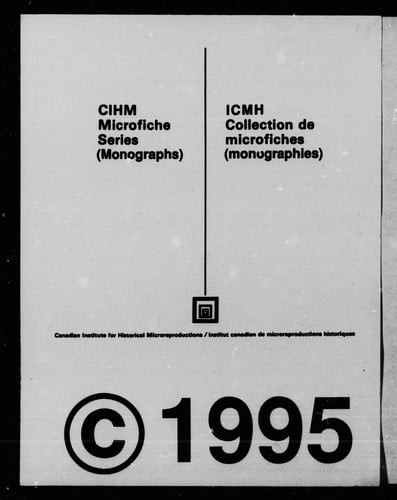 CIHM
Microfiche
Series
(Monographs)
ICMH
Collection de
microfiches
(monographies)
Canadian Institute for Historical Microreproductions / Institut canadien de microreproductions historiques
© 1995